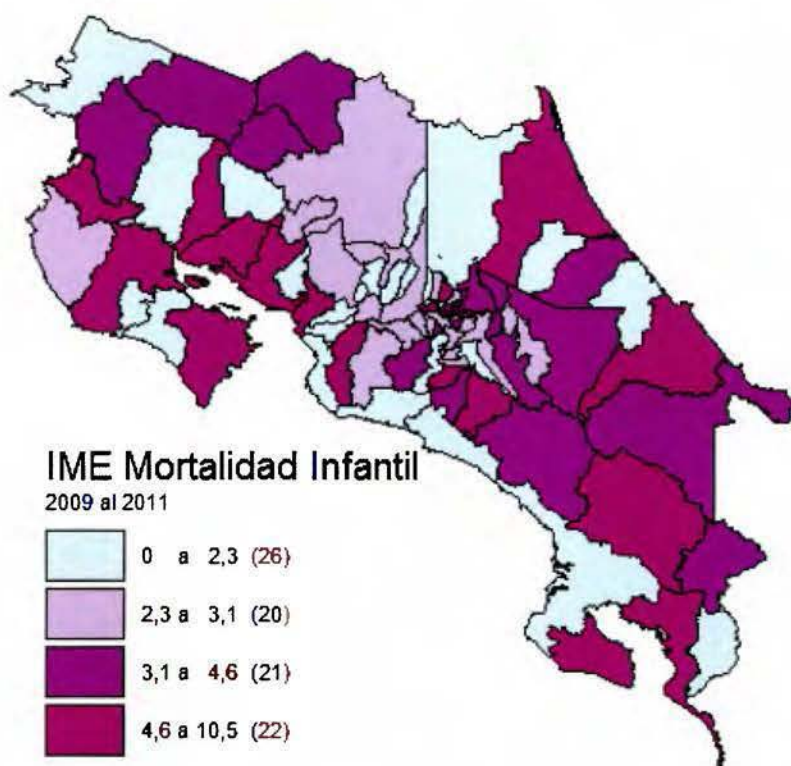 IME Mortalidad Infantil
2009 al 2011
0 a 2,3 (26)
2,3 a 3,1 (20)
3,1 a 4,6 (21)
4,6 a 10,5 (22)